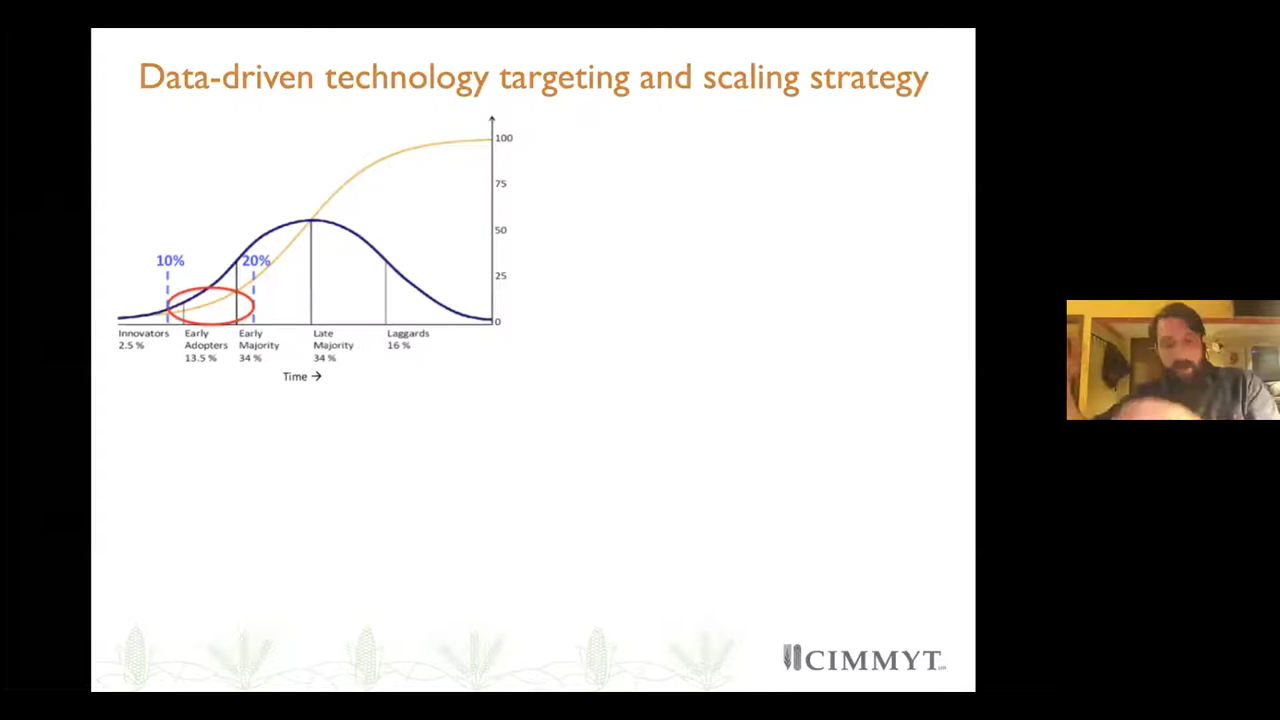 Data-driven technology targeting and scaling strategy
100
75
50
25
0
10%
20%
Innovators
2.5 %
Early
Adopters
13.5 %
Early
Majority
34 %
Late
Majority
34 %
Laggards
16 %
Time →
CIMMYT